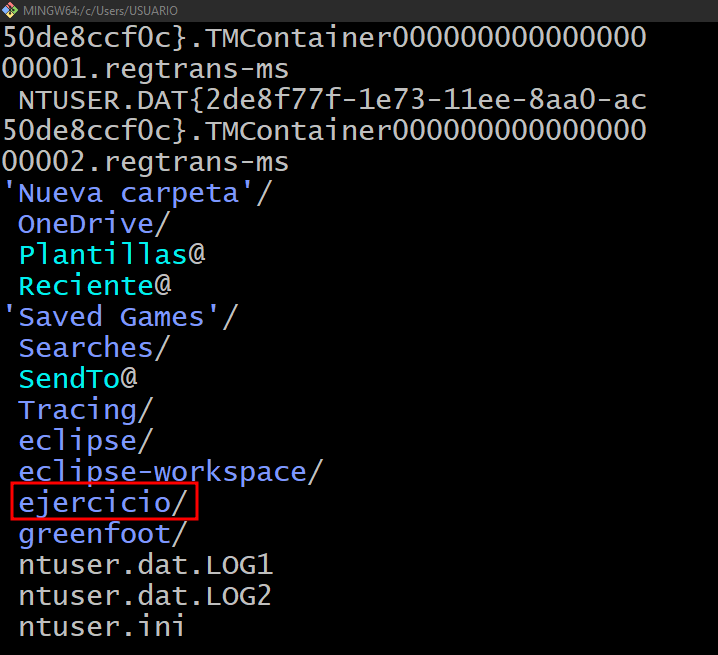 MINGW64:/c/Users/USUARIO
50de8ccf0c}.TMContainer000000000000000
00001.regtrans-ms
NTUSER.DAT{2de8f77f-1e73-11ee-8aa0-ac
50de8ccf0c}.TMContainer000000000000000
00002.regtrans-ms
'Nueva carpeta'/
OneDrive/
Plantillas@
Reciente@
'Saved Games'/
Searches/
SendTo@
Tracing/
eclipse/
eclipse-workspace/
ejercicio/
greenfoot/
ntuser.dat.LOG1
ntuser.dat.LOG2
ntuser.ini